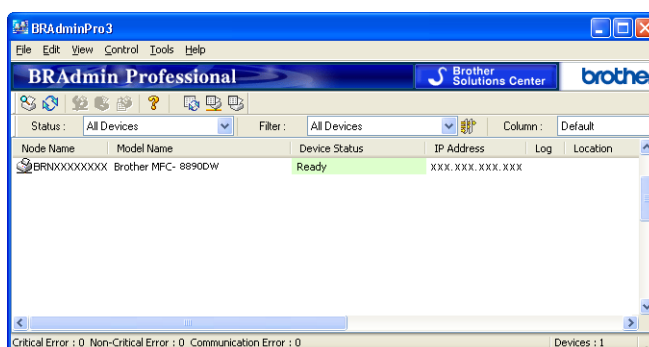 BRAdminPro3
File Edit View Control Tools Help
BRAdmin Professional Brother Solutions Center brothe
?
Status : All Devices Filter : All Devices Column : Default
Node Name Model Name Device Status IP Address Log Location
BRNXXXXXXX Brother MFC- 8890DW Ready XXX.XXX.XXX.XXX
Critical Error : 0 Non-Critical Error : 0 Communication Error : 0 Devices : 1